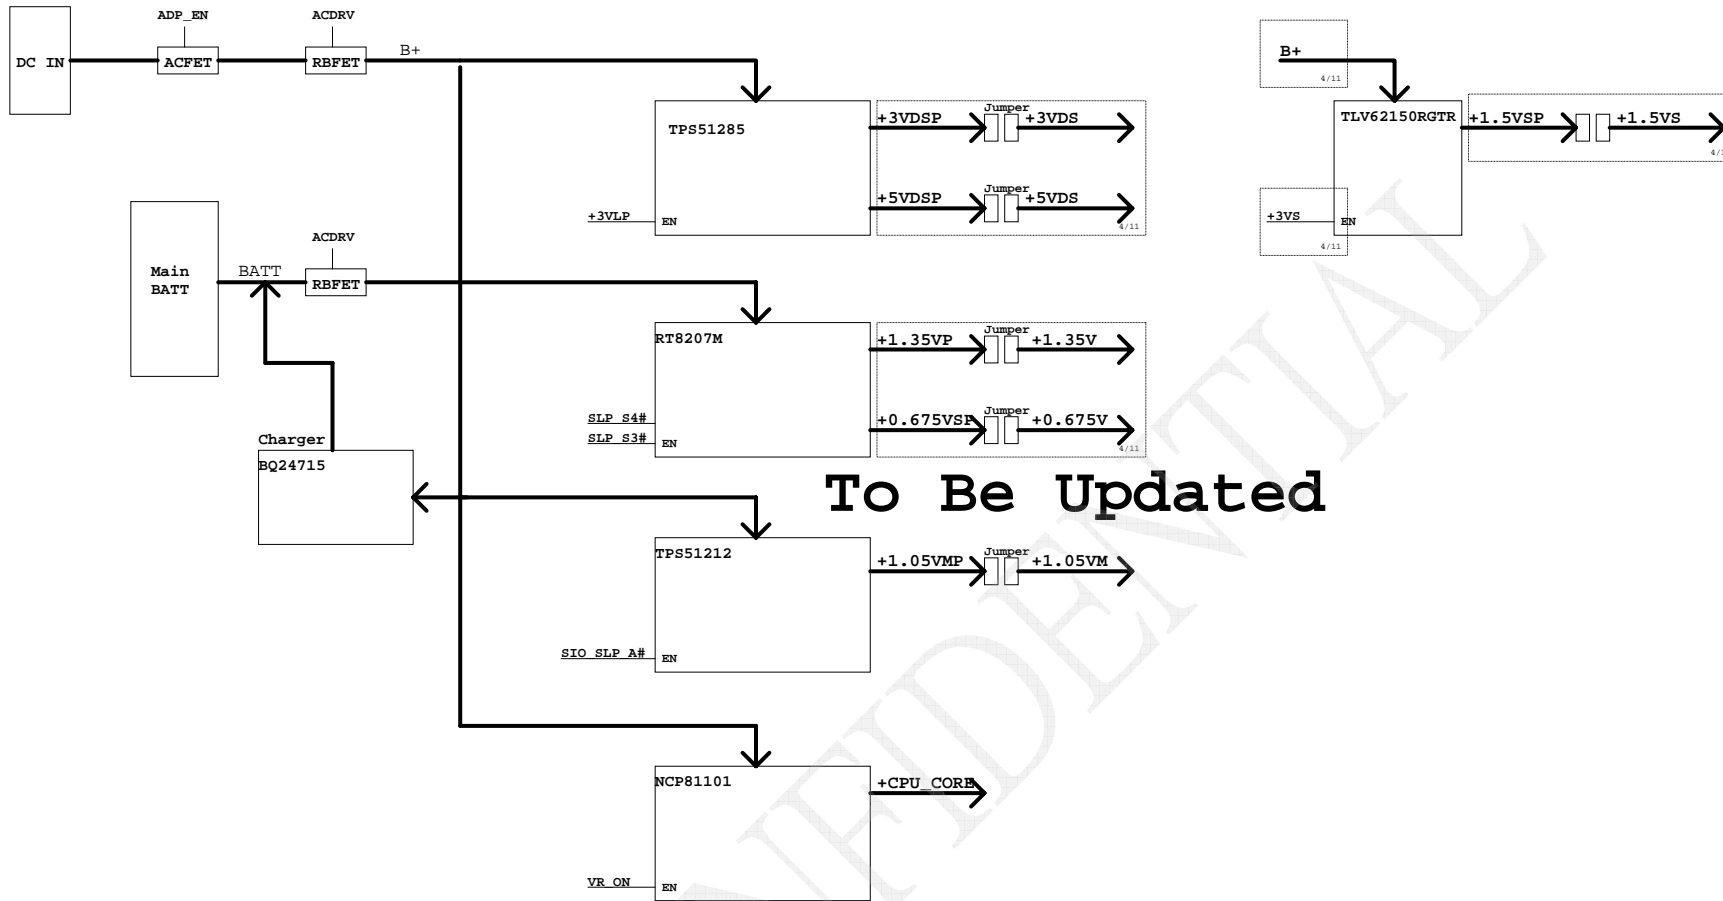 ADP_EN
ACDRV
DC IN
ACFET
RBFET
B+
B+
4/11
TPS51285
+3VDSP
Jumper
+3VDS
+5VDSP
Jumper
+5VDS
4/11
+3VLP
EN
TLV62150RGTR
+1.5VSP
+1.5VS
+3VS
EN
4/11
Main
BATT
BATT
ACDRV
RBFET
RT8207M
+1.35VP
Jumper
+1.35V
SLP_S4#
SLP_S3#
EN
+0.675VSP
Jumper
+0.675V
4/11
Charger
BQ24715
To Be Updated
TPS51212
+1.05VMP
Jumper
+1.05VM
SIO_SLP_A#
EN
NCP81101
+CPU_CORE
VR_ON
EN
NFIDENTIAL